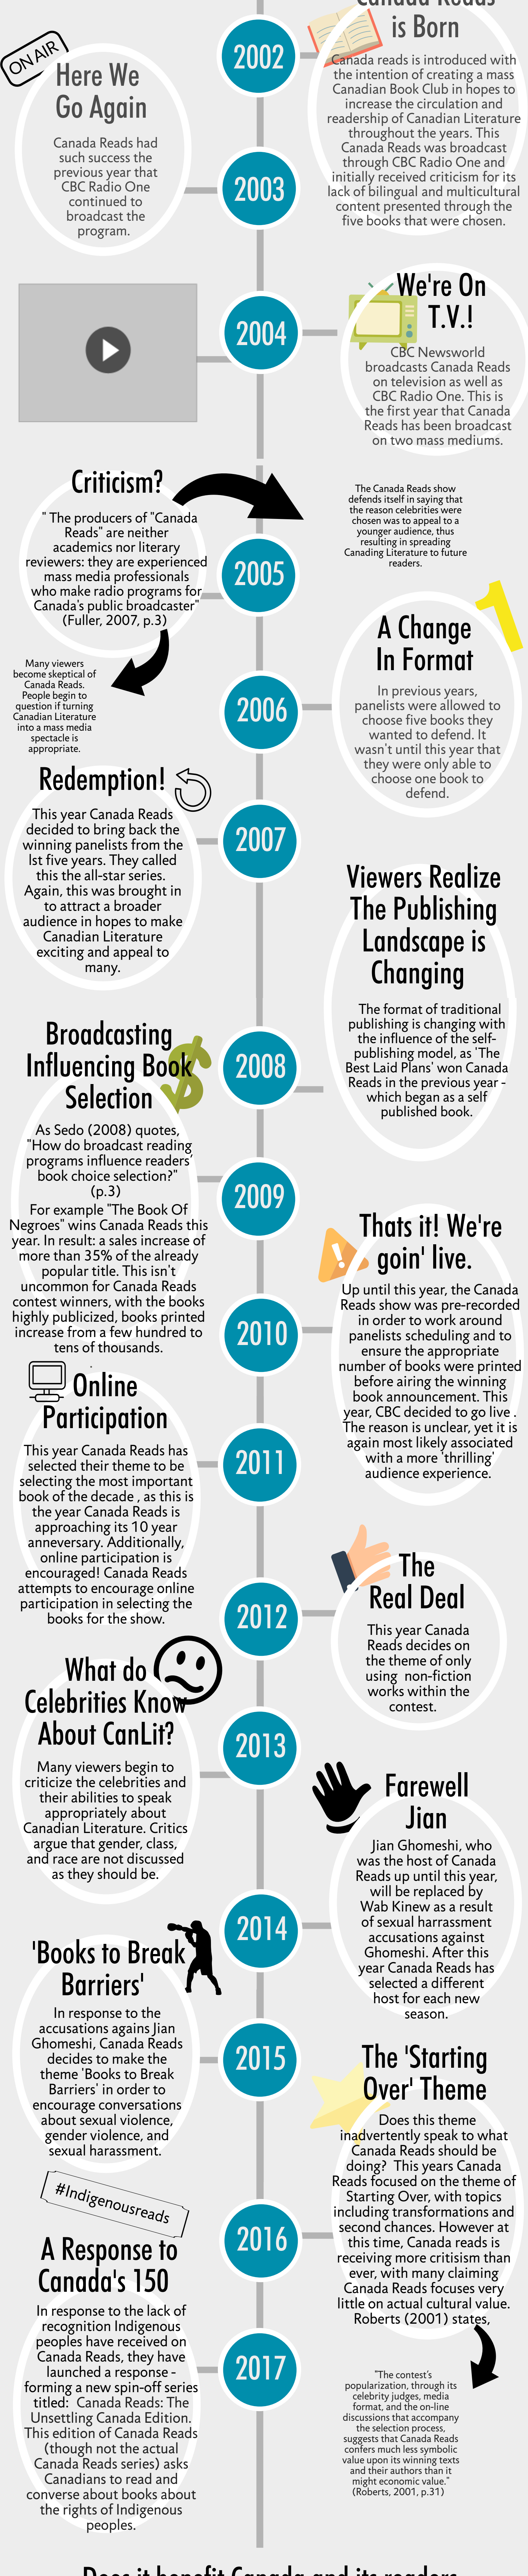 Canada Reads
is Born
2002
Canada reads is introduced with
the intention of creating a mass
Canadian Book Club in hopes to
increase the circulation and
readership of Canadian Literature
throughout the years. This
Canada Reads was broadcast
through CBC Radio One and
initially received criticism for its
lack of bilingual and multicultural
content presented through the
five books that were chosen.
ON AIR
Here We
Go Again
Canada Reads had
such success the
previous year that
CBC Radio One
continued to
broadcast the
program.
2003
2004
We're On
T.V.!
CBC Newsworld
broadcasts Canada Reads
on television as well as
CBC Radio One. This is
the first year that Canada
Reads has been broadcast
on two mass mediums.
Criticism?
" The producers of "Canada
Reads" are neither
academics nor literary
reviewers: they are experienced
mass media professionals
who make radio programs for
Canada's public broadcaster"
(Fuller, 2007, p.3)
The Canada Reads show
defends itself in saying that
the reason celebrities were
chosen was to appeal to a
younger audience, thus
resulting in spreading
Canading Literature to future
readers.
2005
Many viewers
become skeptical of
Canada Reads.
People begin to
question if turning
Canadian Literature
into a mass media
spectacle is
appropriate.
1
A Change
In Format
2006
In previous years,
panelists were allowed to
choose five books they
wanted to defend. It
wasn't until this year that
they were only able to
choose one book to
defend.
Redemption!
2007
This year Canada Reads
decided to bring back the
winning panelists from the
lst five years. They called
this the all-star series.
Again, this was brought in
to attract a broader
audience in hopes to make
Canadian Literature
exciting and appeal to
many.
Viewers Realize
The Publishing
Landscape is
Changing
2008
The format of traditional
publishing is changing with
the influence of the self-
publishing model, as 'The
Best Laid Plans' won Canada
Reads in the previous year -
which began as a self
published book.
Broadcasting
Influencing Book
Selection
$
2009
As Sedo (2008) quotes,
"How do broadcast reading
programs influence readers'
book choice selection?"
(p.3)
For example "The Book Of
Negroes" wins Canada Reads this
year. In result: a sales increase of
more than 35% of the already
popular title. This isn't
uncommon for Canada Reads
contest winners, with the books
highly publicized, books printed
increase from a few hundred to
tens of thousands.
Thats it! We're
goin' live.
!
2010
Up until this year, the Canada
Reads show was pre-recorded
in order to work around
panelists scheduling and to
ensure the appropriate
number of books were printed
before airing the winning
book announcement. This
year, CBC decided to go live .
The reason is unclear, yet it is
again most likely associated
with a more 'thrilling'
audience experience.
Online
Participation
2011
This year Canada Reads has
selected their theme to be
selecting the most important
book of the decade , as this is
the year Canada Reads is
approaching its 10 year
anneversary. Additionally,
online participation is
encouraged! Canada Reads
attempts to encourage online
participation in selecting the
books for the show.
The
Real Deal
2012
This year Canada
Reads decides on
the theme of only
using non-fiction
works within the
contest.
What do
Celebrities Know
About CanLit?
2013
Many viewers begin to
criticize the celebrities and
their abilities to speak
appropriately about
Canadian Literature. Critics
argue that gender, class,
and race are not discussed
as they should be.
Farewell
Jian
2014
Jian Ghomeshi, who
was the host of Canada
Reads up until this year,
will be replaced by
Wab Kinew as a result
of sexual harrassment
accusations against
Ghomeshi. After this
year Canada Reads has
selected a different
host for each new
season.
'Books to Break
Barriers'
2015
In response to the
accusations agains Jian
Ghomeshi, Canada Reads
decides to make the
theme 'Books to Break
Barriers' in order to
encourage conversations
about sexual violence,
gender violence, and
sexual harassment.
The 'Starting
Over' Theme
2016
Does this theme
inadvertently speak to what
Canada Reads should be
doing? This years Canada
Reads focused on the theme of
Starting Over, with topics
including transformations and
second chances. However at
this time, Canada reads is
receiving more critisism than
ever, with many claiming
Canada Reads focuses very
little on actual cultural value.
Roberts (2001) states,
"The contest's
popularization, through its
celebrity judges, media
format, and the on-line
discussions that accompany
the selection process,
suggests that Canada Reads
confers much less symbolic
value upon its winning texts
and their authors than it
might economic value."
(Roberts, 2001, p.31)
#Indigenousreads
A Response to
Canada's 150
2017
In response to the lack of
recognition Indigenous
peoples have received on
Canada Reads, they have
launched a response -
forming a new spin-off series
titled: Canada Reads: The
Unsettling Canada Edition.
This edition of Canada Reads
(though not the actual
Canada Reads series) asks
Canadians to read and
converse about books about
the rights of Indigenous
peoples.
Does it benefit Canada and its readers